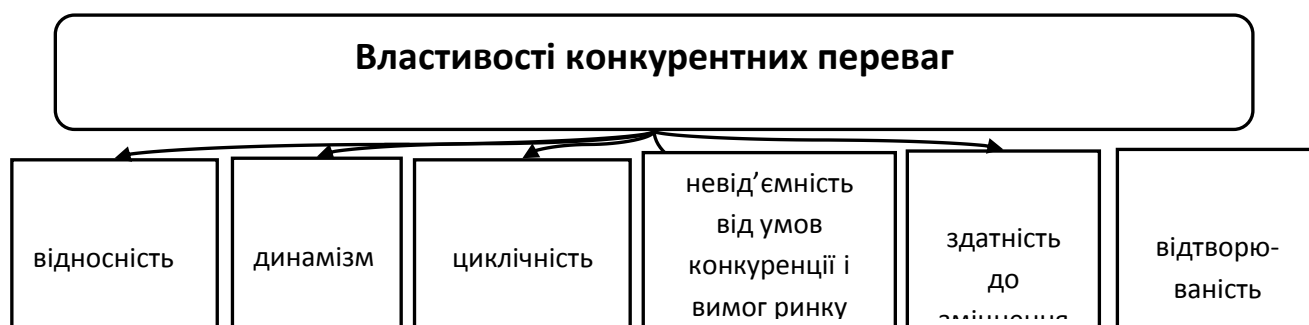 Властивості конкурентних переваг
відносність
динамізм
циклічність
невід’ємність
від умов
конкуренції і
вимог ринку
здатність
до
відтворю-
ваність